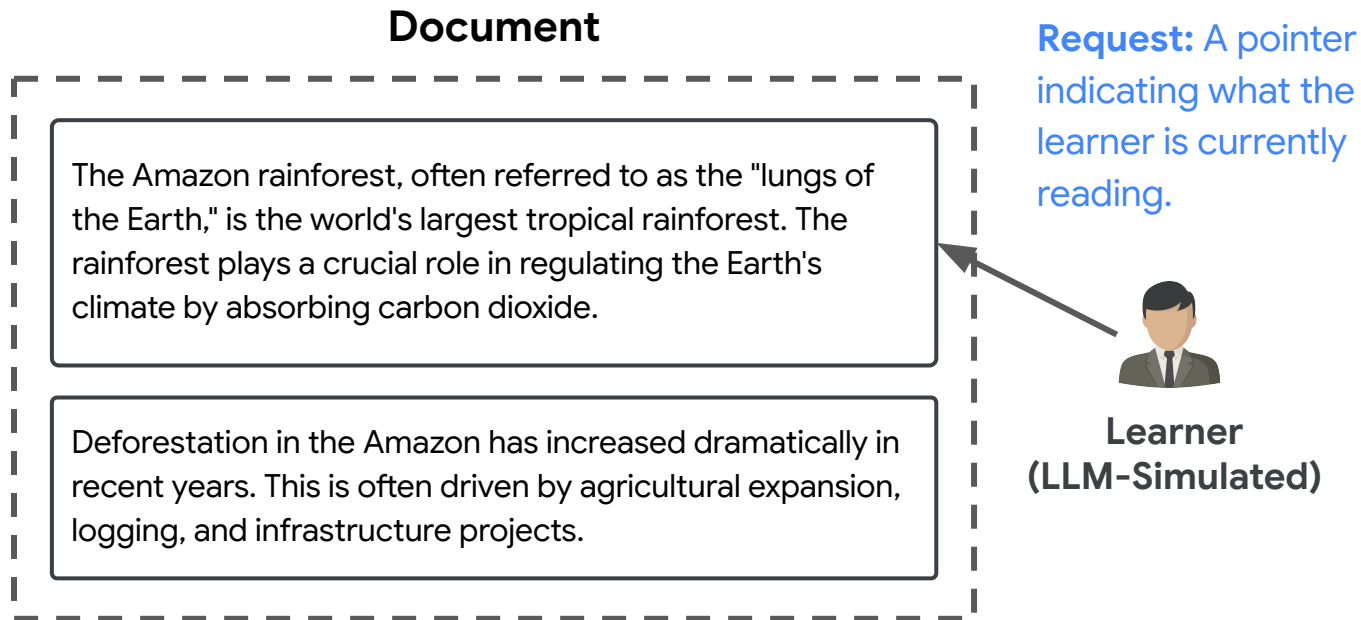 Document
Request: A pointer
indicating what the
learner is currently
reading.
The Amazon rainforest, often referred to as the "lungs of
the Earth," is the world's largest tropical rainforest. The
rainforest plays a crucial role in regulating the Earth's
climate by absorbing carbon dioxide.
Deforestation in the Amazon has increased dramatically in
recent years. This is often driven by agricultural expansion,
logging, and infrastructure projects.
Learner
(LLM-Simulated)